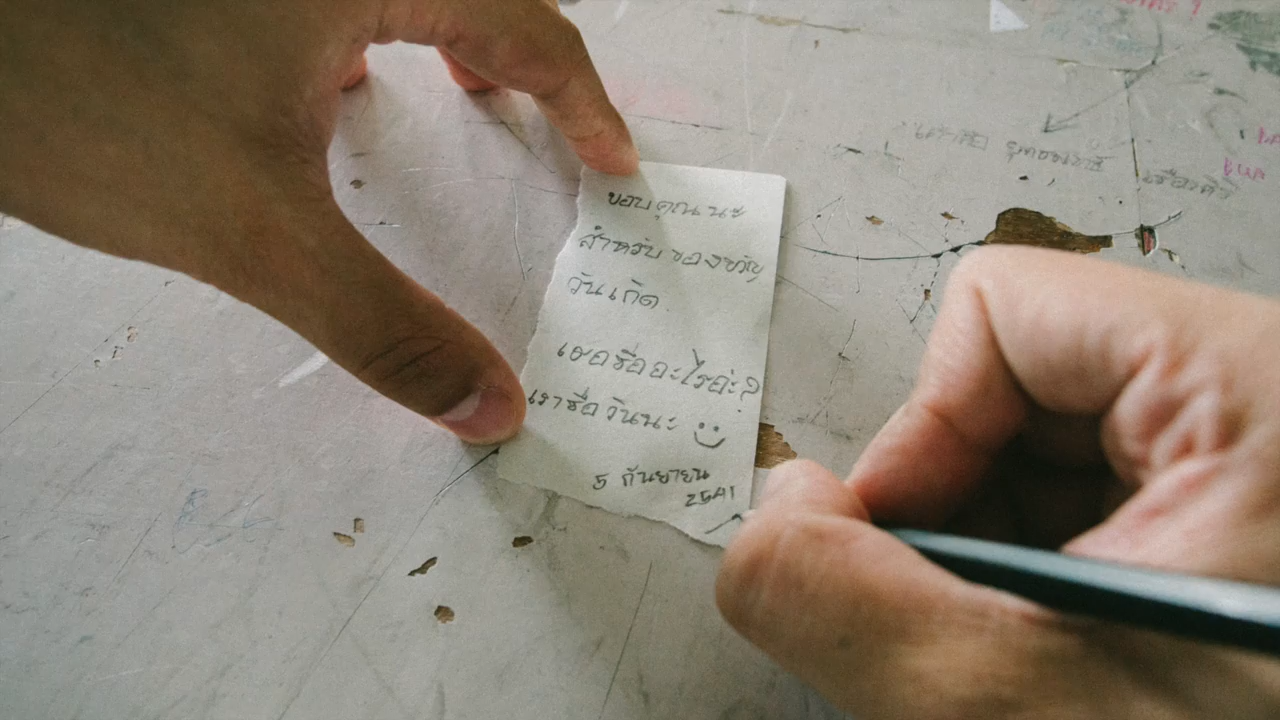 ขอบคุณนะ
สำหรับของขวัญ
วันเกิด
เธอชื่ออะไรอ่ะ?
เราชื่อวันนะ
5 กันยายน
2541